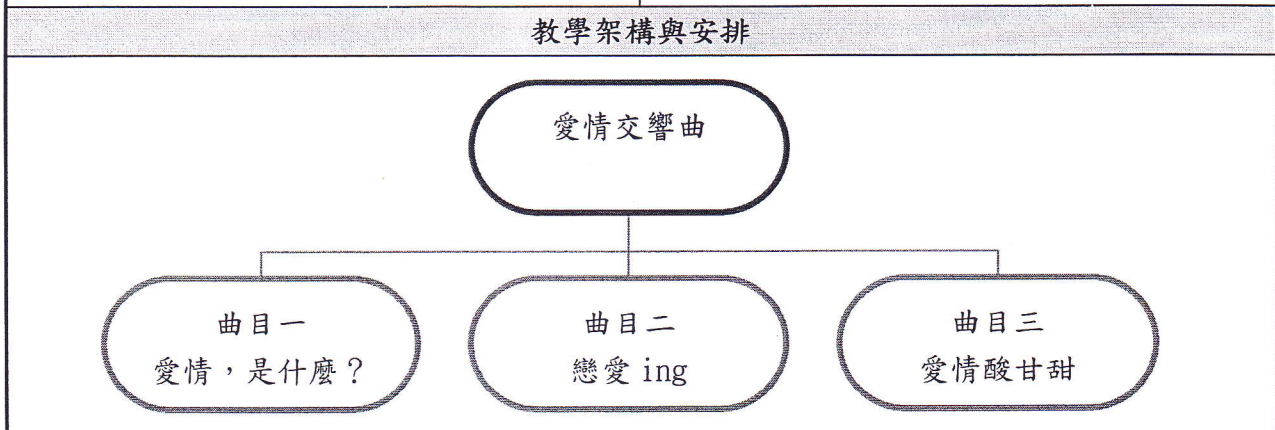 教學架構與安排
愛情交響曲
曲目一
愛情，是什麼？
曲目二
戀愛 ing
曲目三
愛情酸甘甜